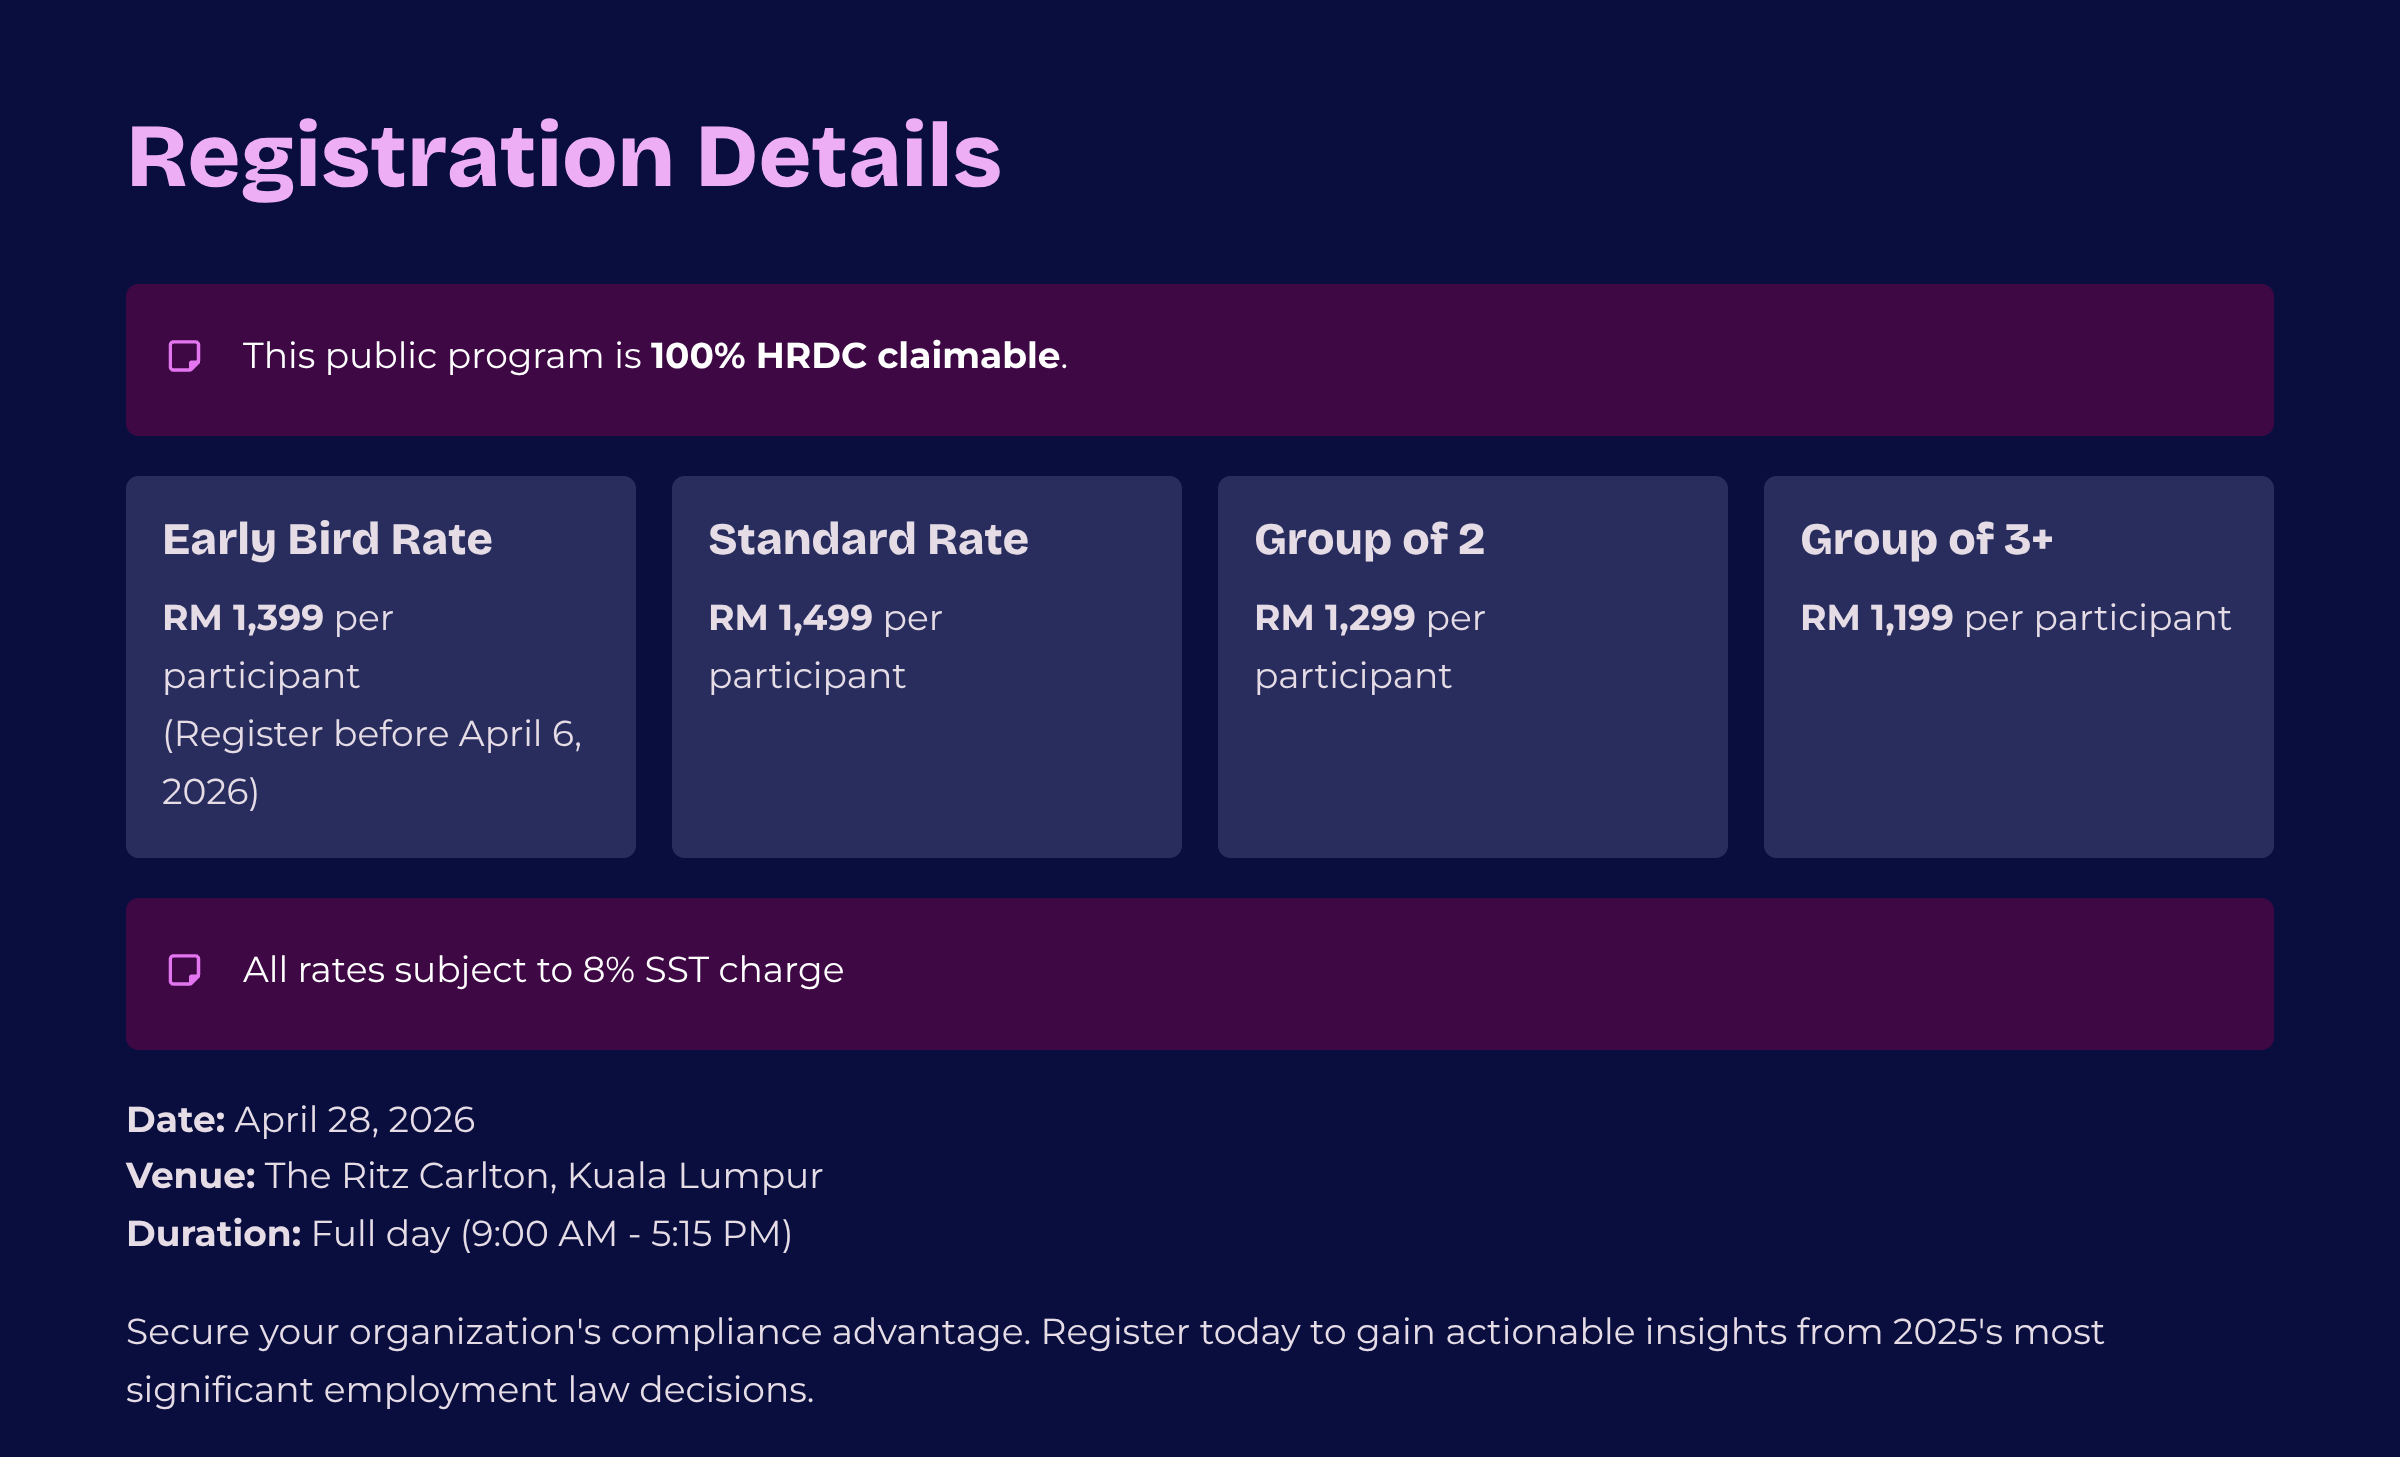 Registration Details
This public program is 100% HRDC claimable.
Early Bird Rate
RM 1,399 per
participant
(Register before April 6,
2026)
Standard Rate
RM 1,499 per
participant
Group of 2
RM 1,299 per
participant
Group of 3+
RM 1,199 per participant
All rates subject to 8% SST charge
Date: April 28, 2026
Venue: The Ritz Carlton, Kuala Lumpur
Duration: Full day (9:00 AM - 5:15 PM)
Secure your organization's compliance advantage. Register today to gain actionable insights from 2025's most
significant employment law decisions.